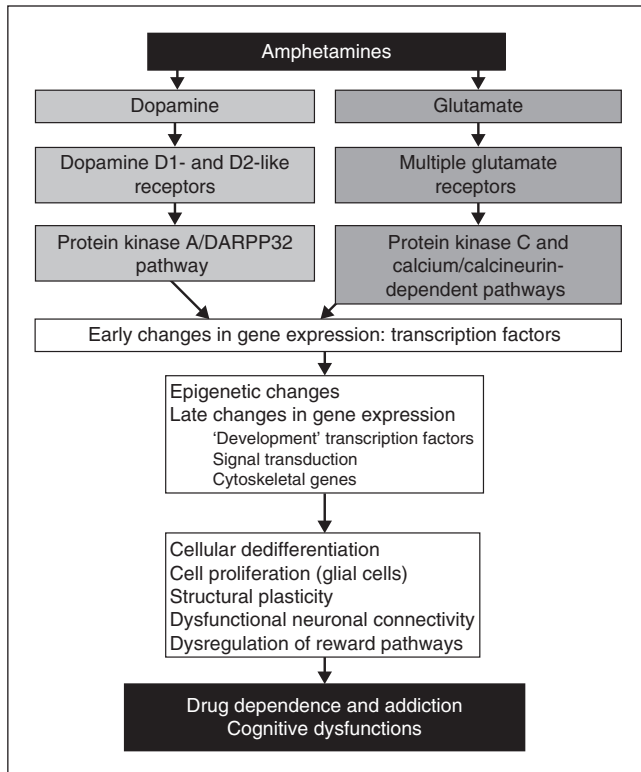 Amphetamines
Dopamine
Glutamate
Dopamine D1- and D2-like
receptors
Multiple glutamate
receptors
Protein kinase A/DARPP32
pathway
Protein kinase C and
calcium/calcineurin-
dependent pathways
Early changes in gene expression: transcription factors
Epigenetic changes
Late changes in gene expression
‘Development’ transcription factors
Signal transduction
Cytoskeletal genes
Cellular dedifferentiation
Cell proliferation (glial cells)
Structural plasticity
Dysfunctional neuronal connectivity
Dysregulation of reward pathways
Drug dependence and addiction
Cognitive dysfunctions